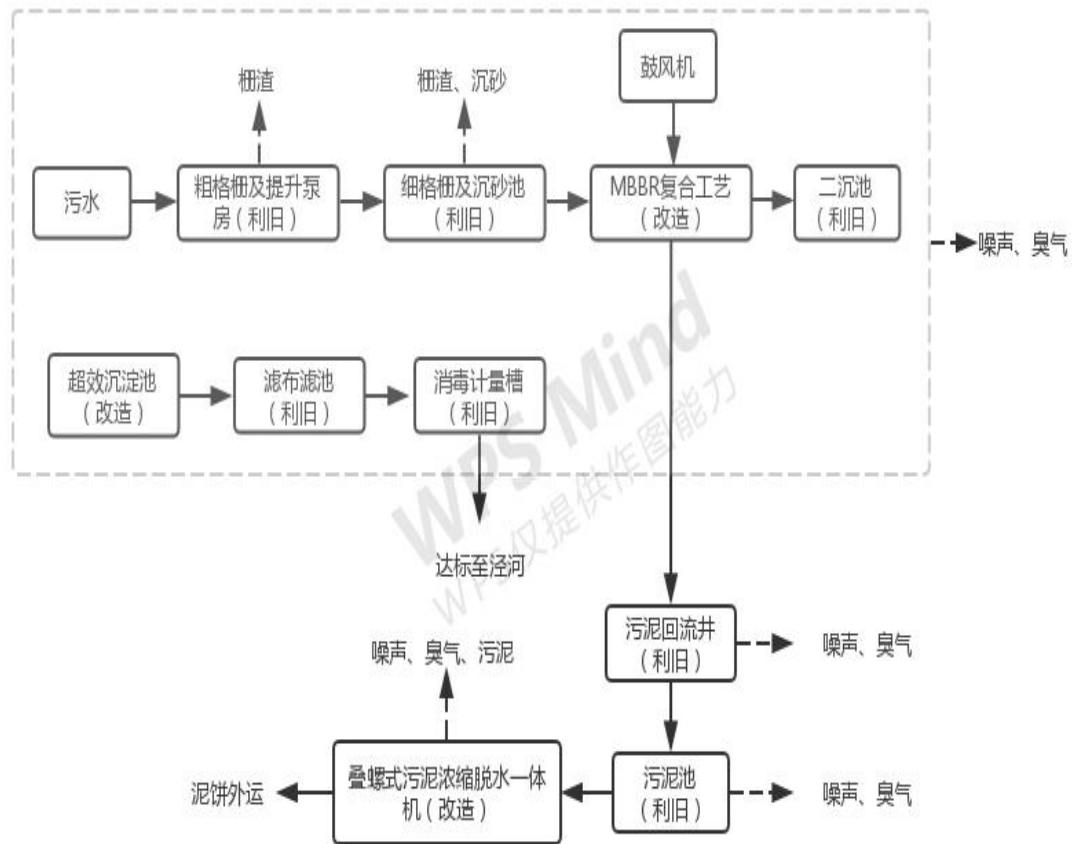 鼓风机
栅渣
栅渣、沉砂
污水
粗格栅及提升泵
房（利旧）
细格栅及沉砂池
（利旧）
MBBR复合工艺
（改造）
二沉池
（利旧）
噪声、臭气
超效沉淀池
（改造）
滤布滤池
（利旧）
消毒计量槽
（利旧）
WPS Mind
WPS仅提供作图能力
达标至泾河
污泥回流井
（利旧）
噪声、臭气
噪声、臭气、污泥
泥饼外运
叠螺式污泥浓缩脱水一体
机（改造）
污泥池
（利旧）
噪声、臭气